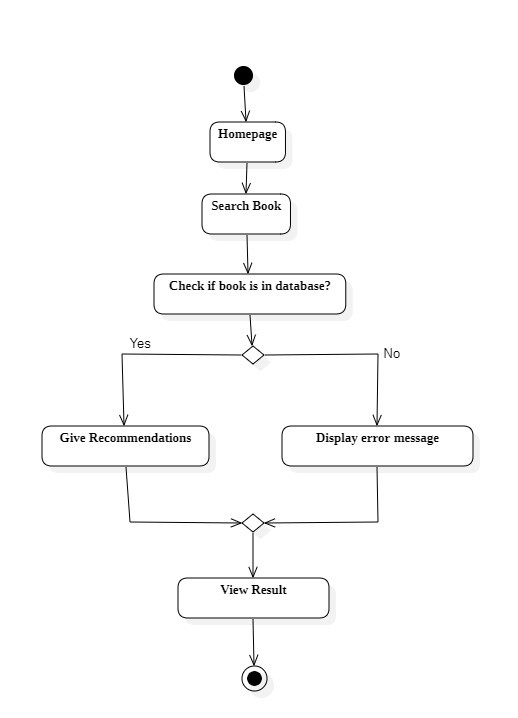 Homepage
Search Book
Check if book is in database?
Yes
No
Give Recommendations
Display error message
View Result